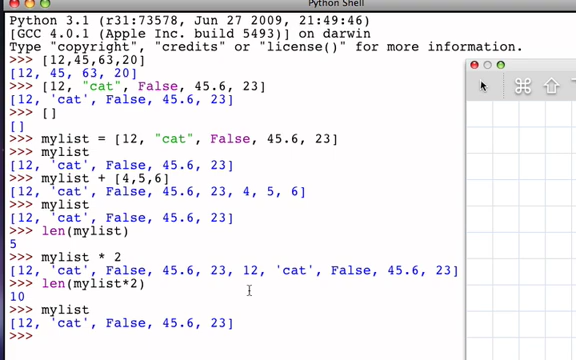 Python Shell
Python 3.1 (r31:73578, Jun 27 2009, 21:49:46)
[GCC 4.0.1 (Apple Inc. build 5493)] on darwin
Type "copyright", "credits" or "license()" for more information.
>>> [12,45,63,20]
[12, 45, 63, 20]
>>> [12, "cat", False, 45.6, 23]
[12, 'cat', False, 45.6, 23]
>>> []
[]
>>> mylist = [12, "cat", False, 45.6, 23]
>>> mylist
[12, 'cat', False, 45.6, 23]
>>> mylist + [4,5,6]
[12, 'cat', False, 45.6, 23, 4, 5, 6]
>>> mylist
[12, 'cat', False, 45.6, 23]
>>> len(mylist)
5
>>> mylist * 2
[12, 'cat', False, 45.6, 23, 12, 'cat', False, 45.6, 23]
>>> len(mylist*2)
10
>>> mylist
[12, 'cat', False, 45.6, 23]
>>>